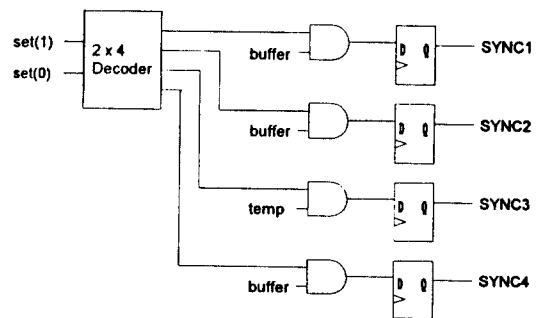 set(1)
set(0)
2 x 4
Decoder
buffer
D Q
SYNC1
buffer
D Q
SYNC2
temp
D Q
SYNC3
buffer
D Q
SYNC4